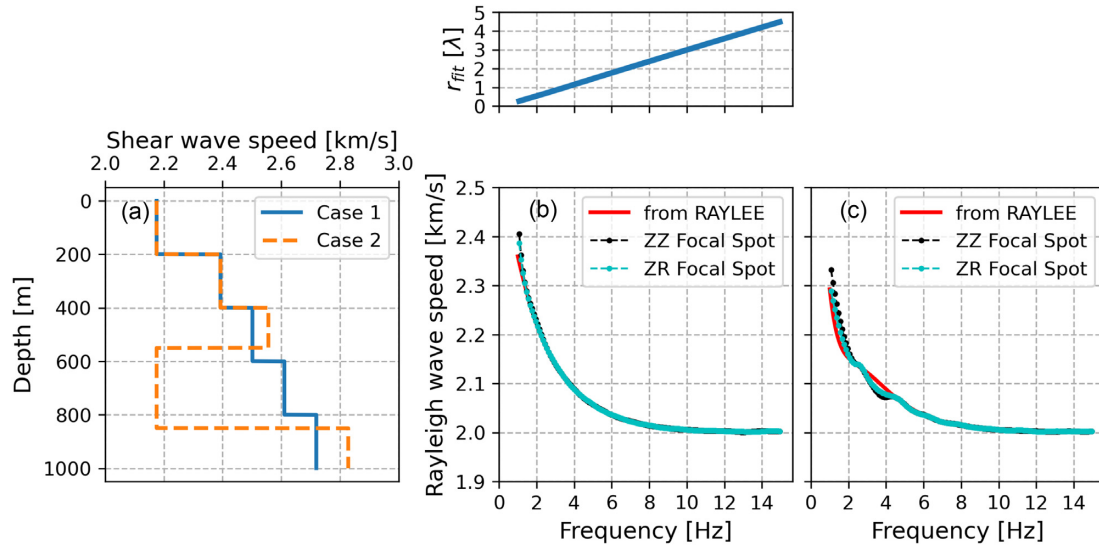 5
4
3
2
1
0
r_fit [λ]
Shear wave speed [km/s]
2.0 2.2 2.4 2.6 2.8 3.0
0
200
400
600
800
1000
Depth [m]
(a)
Case 1
Case 2
Rayleigh wave speed [km/s]
2.5
2.4
2.3
2.2
2.1
2.0
1.9
(b)
from RAYLEE
ZZ Focal Spot
ZR Focal Spot
0 2 4 6 8 10 12 14
Frequency [Hz]
(c)
from RAYLEE
ZZ Focal Spot
ZR Focal Spot
0 2 4 6 8 10 12 14
Frequency [Hz]